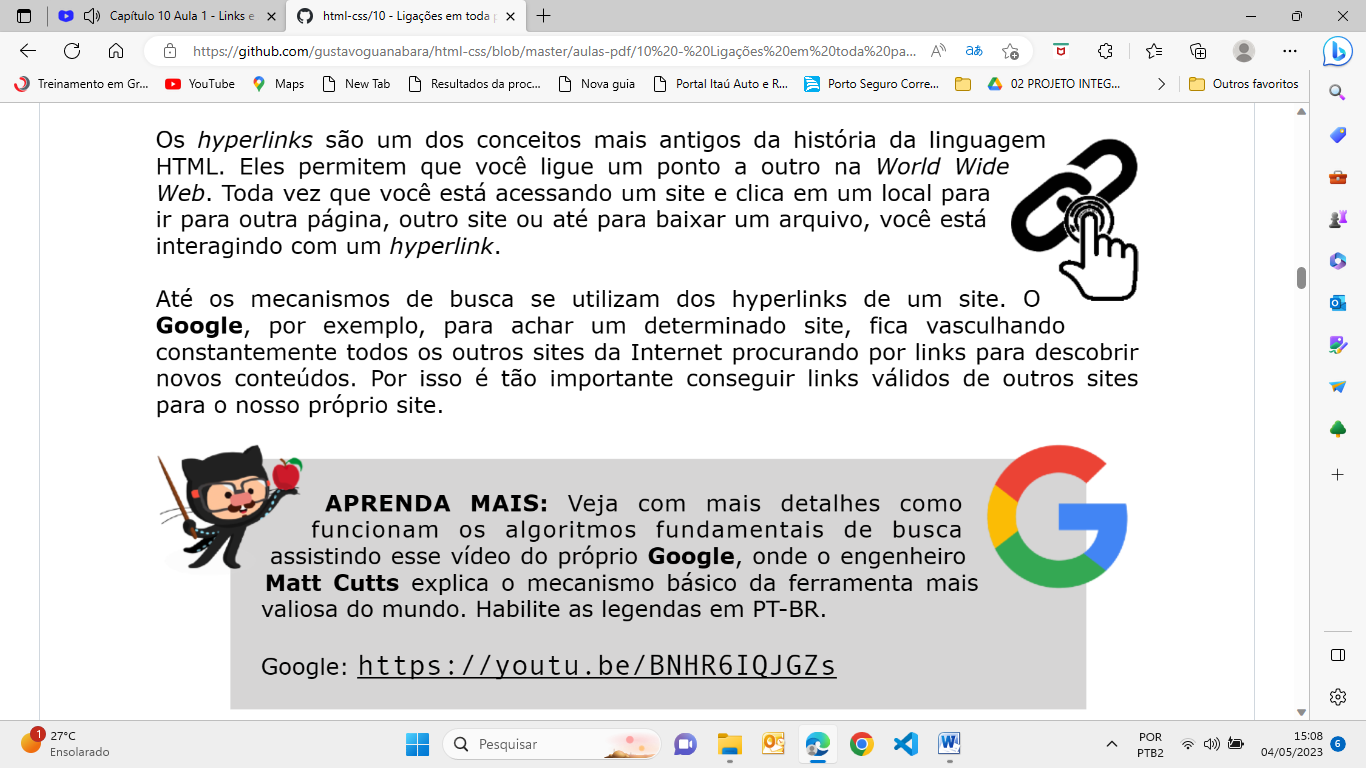 Capítulo 10 Aula 1 - Links e
html-css/10 - Ligações em toda p
https://github.com/gustavoguanabara/html-css/blob/master/aulas-pdf/10%20-%20Ligações%20em%20toda%20pa...
Treinamento em Gr...
YouTube
Maps
New Tab
Resultados da proc...
Nova guia
Portal Itaú Auto e R...
Porto Seguro Corre...
02 PROJETO INTEG...
Outros favoritos
Os hyperlinks são um dos conceitos mais antigos da história da linguagem
HTML. Eles permitem que você ligue um ponto a outro na World Wide
Web. Toda vez que você está acessando um site e clica em um local para
ir para outra página, outro site ou até para baixar um arquivo, você está
interagindo com um hyperlink.
Até os mecanismos de busca se utilizam dos hyperlinks de um site. O
Google, por exemplo, para achar um determinado site, fica vasculhando
constantemente todos os outros sites da Internet procurando por links para descobrir
novos conteúdos. Por isso é tão importante conseguir links válidos de outros sites
para o nosso próprio site.
APRENDA MAIS: Veja com mais detalhes como
funcionam os algoritmos fundamentais de busca
assistindo esse vídeo do próprio Google, onde o engenheiro
Matt Cutts explica o mecanismo básico da ferramenta mais
valiosa do mundo. Habilite as legendas em PT-BR.
Google: https://youtu.be/BNHR6IQJGZs
1
27°C
Ensolarado
Pesquisar
POR
PTB2
15:08
04/05/2023
6